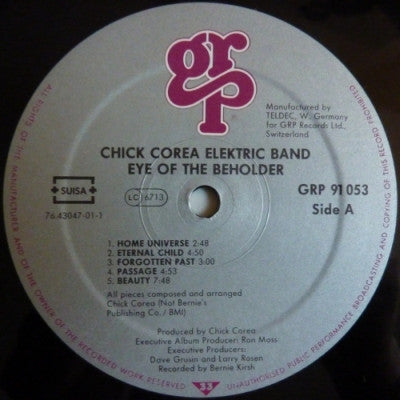 grp
Manufactured by
TELDEC, W. Germany
for GRP Records Ltd.,
Switzerland
CHICK COREA ELEKTRIC BAND
EYE OF THE BEHOLDER
SUISA
LC 6713
GRP 91 053
76.43047-01-1
Side A
1. HOME UNIVERSE 2:48
2. ETERNAL CHILD 4:50
3. FORGOTTEN PAST 3:00
4. PASSAGE 4:53
5. BEAUTY 7:48
All pieces composed and arranged
Chick Corea (Not Bernie's
Publishing Co./ BMI)
Produced by Chick Corea
Executive Album Producer: Ron Moss
Executive Producers:
Dave Grusin and Larry Rosen
Recorded by Bernie Kirsh
33
ALL RIGHTS OF THE MANUFACTURER AND OF THE OWNER OF THE RECORDED WORK RESERVED
UNAUTHORISED PUBLIC PERFORMANCE BROADCASTING AND COPYING OF THIS RECORD PROHIBITED